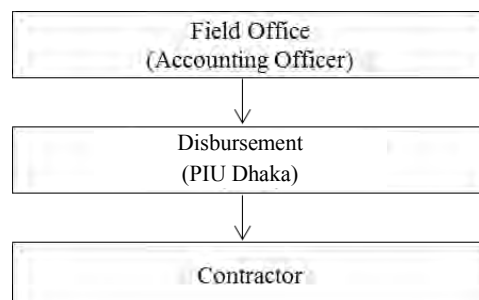 Field Office
(Accounting Officer)
Disbursement
(PIU Dhaka)
Contractor